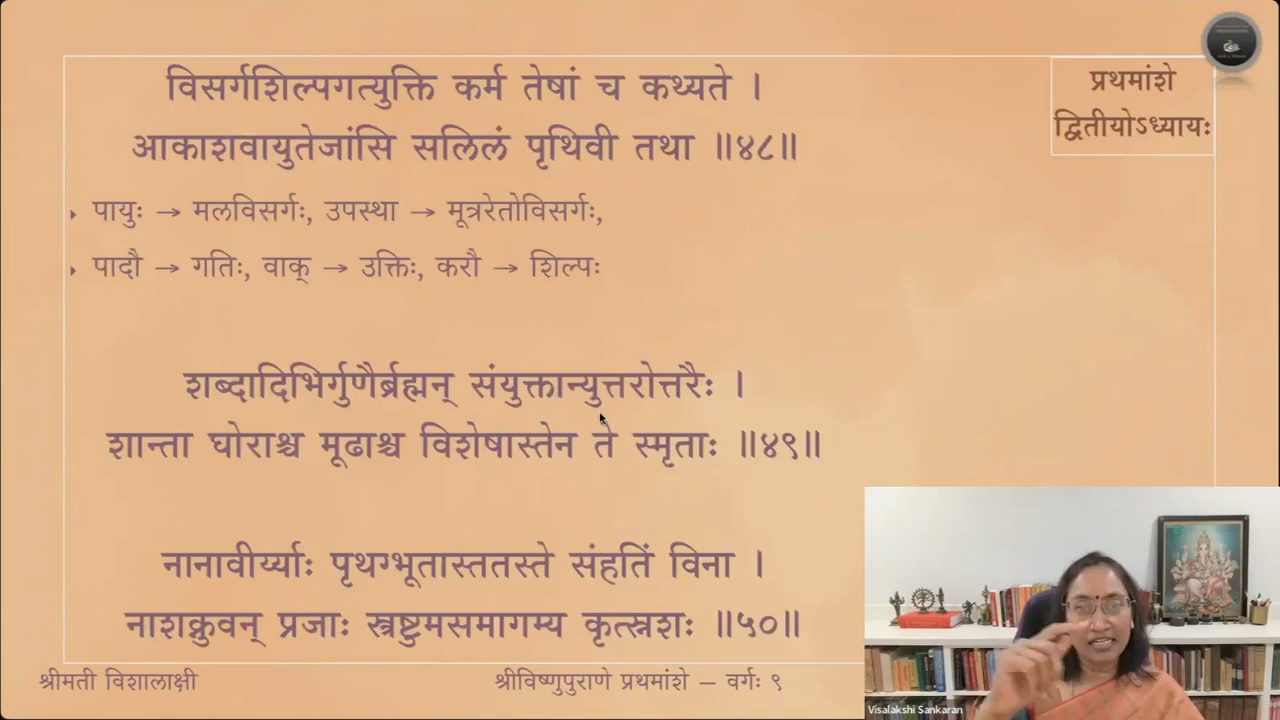 विसर्गशिल्पगत्युक्ति कर्म तेषां च कथ्यते ।
आकाशवायुतेजांसि सलिलं पृथिवी तथा ॥४८॥
प्रथमांशे
द्वितीयोऽध्यायः
पायुः → मलविसर्गः, उपस्था → मूत्ररेतोविसर्गः,
पादौ → गतिः, वाक् → उक्तिः, करौ → शिल्पः
शब्दादिभिर्गुणैर्ब्रह्मन् संयुक्तान्युत्तरोत्तरैः ।
शान्ता घोराश्च मूढाश्च विशेषास्तेन ते स्मृताः ॥४९॥
नानावीर्य्याः पृथग्भूतास्ततस्ते संहतिं विना ।
नाशक्नुवन् प्रजाः स्त्रष्टुमसमागम्य कृत्स्नशः ॥५०॥
श्रीमती विशालाक्षी
श्रीविष्णुपुराणे प्रथमांशे – वर्गः ९
Visalakshi Sankaran